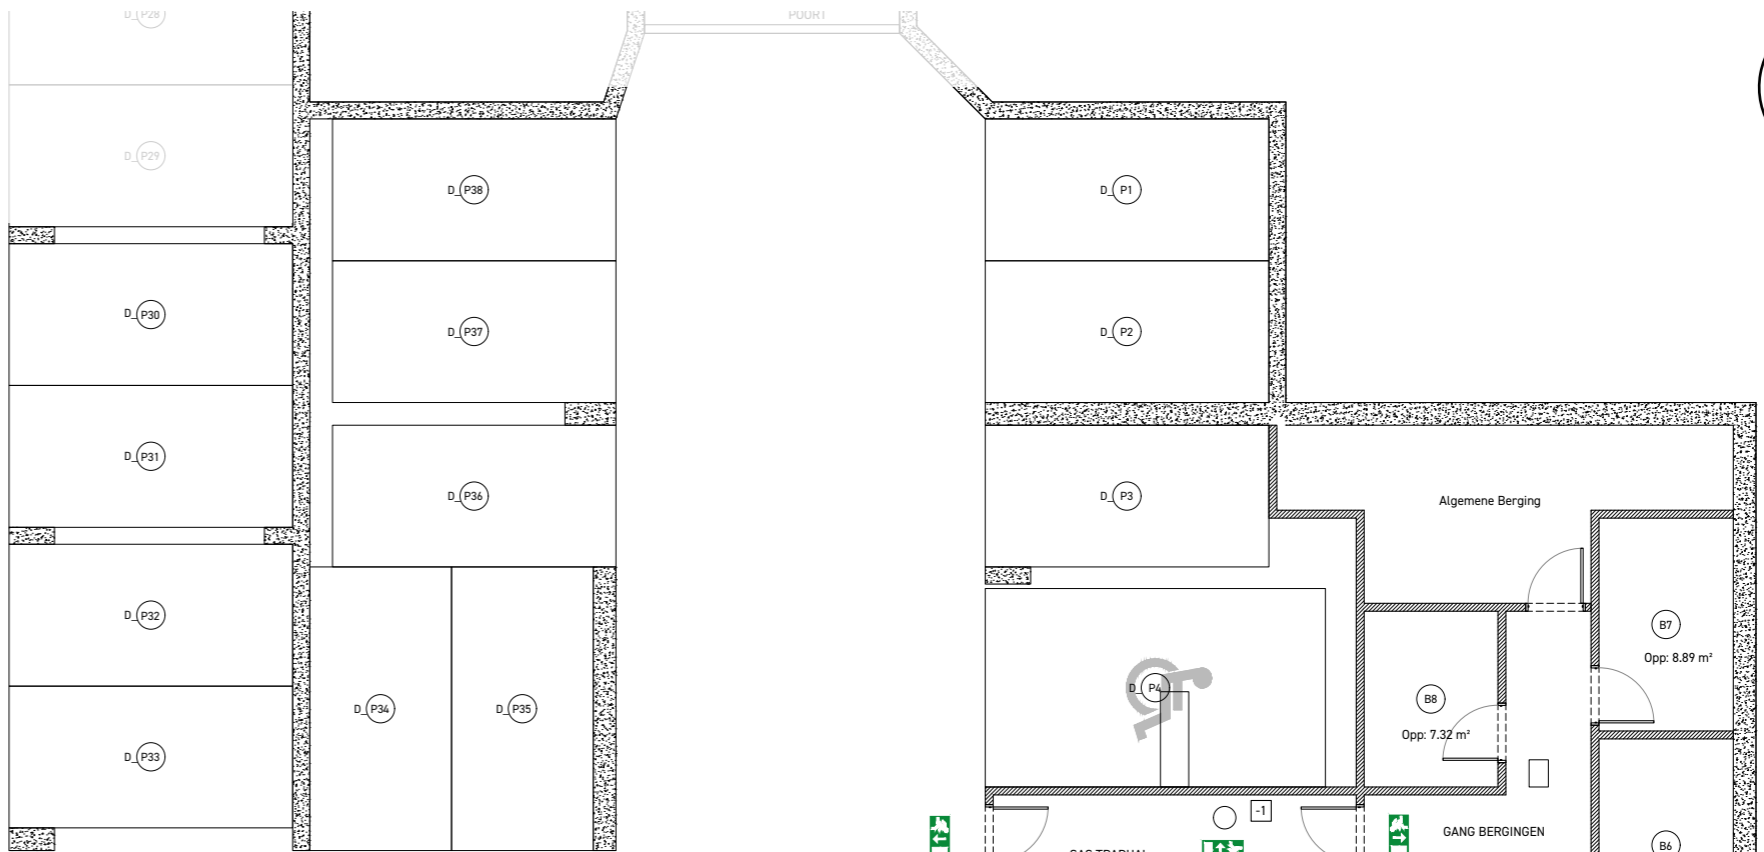 D_P28
POORT
D_P29
D_P38
D_P1
D_P30
D_P37
D_P2
D_P31
D_P36
D_P3
Algemene Berging
D_P32
B7
Opp: 8.89 m²
D_P4
B8
Opp: 7.32 m²
D_P34
D_P35
D_P33
-1
GANG BERGINGEN
B6